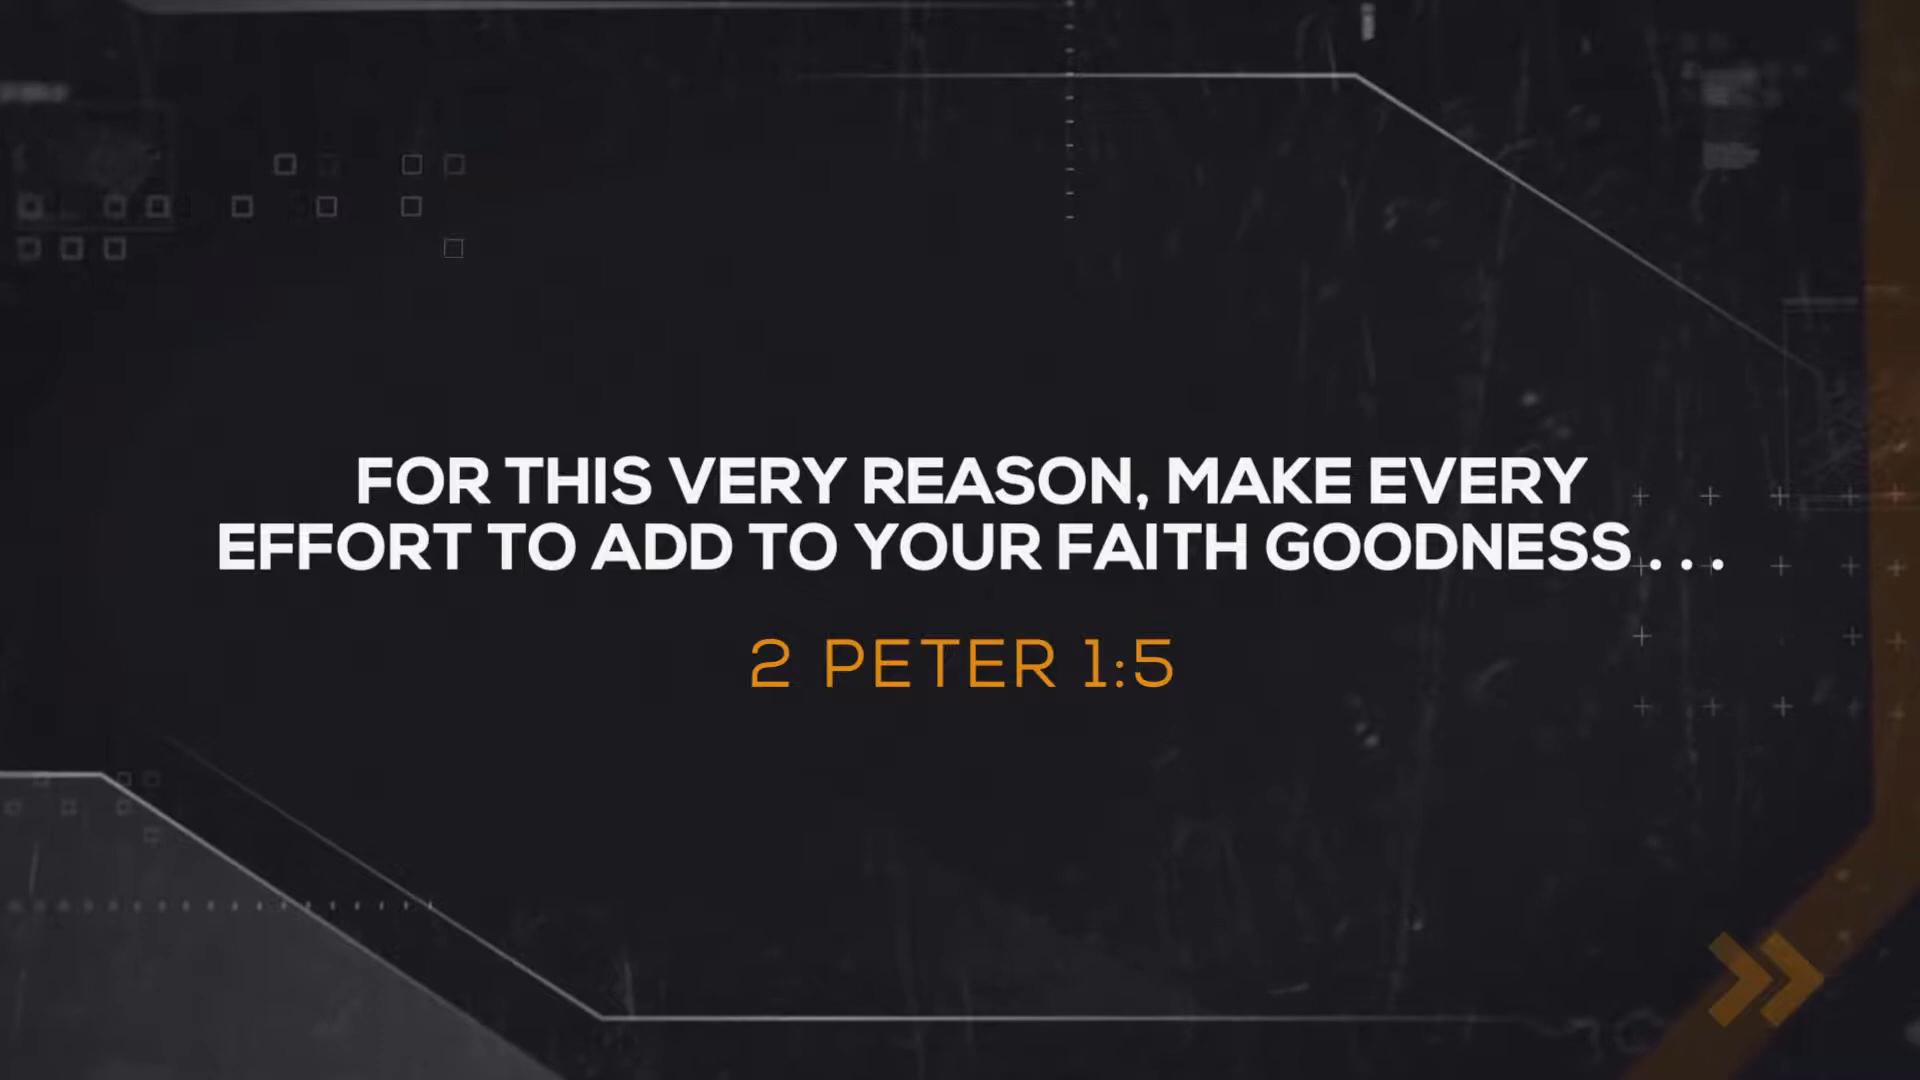 FOR THIS VERY REASON, MAKE EVERY
EFFORT TO ADD TO YOUR FAITH GOODNESS . . .
2 PETER 1:5